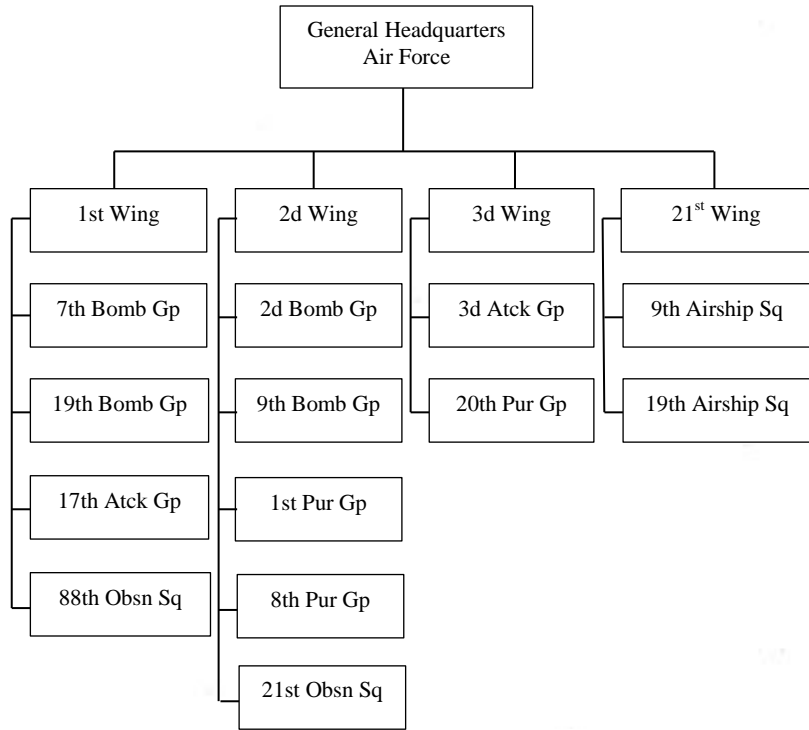 General Headquarters
Air Force
1st Wing
2d Wing
3d Wing
21st Wing
7th Bomb Gp
2d Bomb Gp
3d Atck Gp
9th Airship Sq
19th Bomb Gp
9th Bomb Gp
20th Pur Gp
19th Airship Sq
17th Atck Gp
1st Pur Gp
88th Obsn Sq
8th Pur Gp
21st Obsn Sq